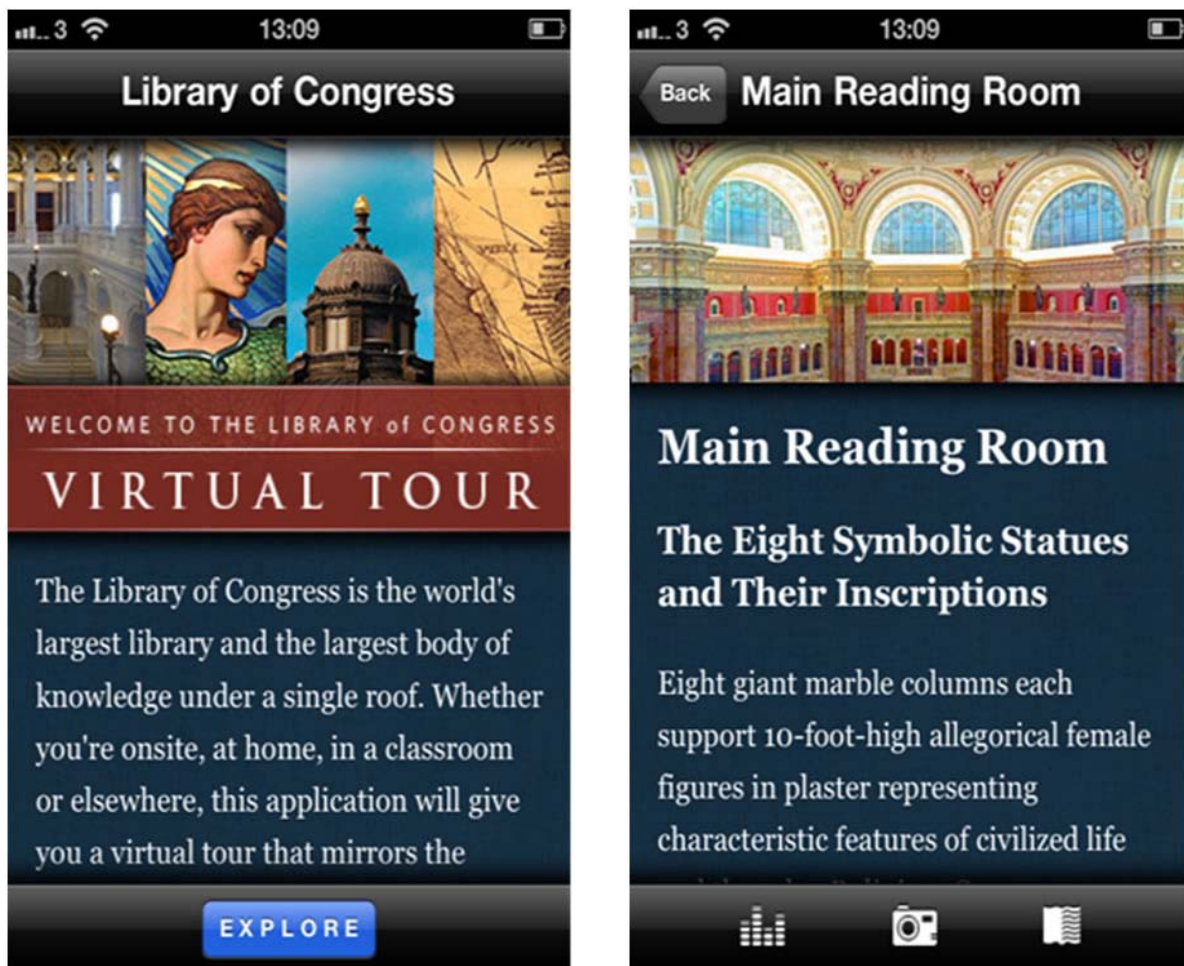 3 13:09
Library of Congress
WELCOME TO THE LIBRARY of CONGRESS
VIRTUAL TOUR
The Library of Congress is the world's
largest library and the largest body of
knowledge under a single roof. Whether
you're onsite, at home, in a classroom
or elsewhere, this application will give
you a virtual tour that mirrors the
EXPLORE
3 13:09
Back Main Reading Room
Main Reading Room
The Eight Symbolic Statues
and Their Inscriptions
Eight giant marble columns each
support 10-foot-high allegorical female
figures in plaster representing
characteristic features of civilized life